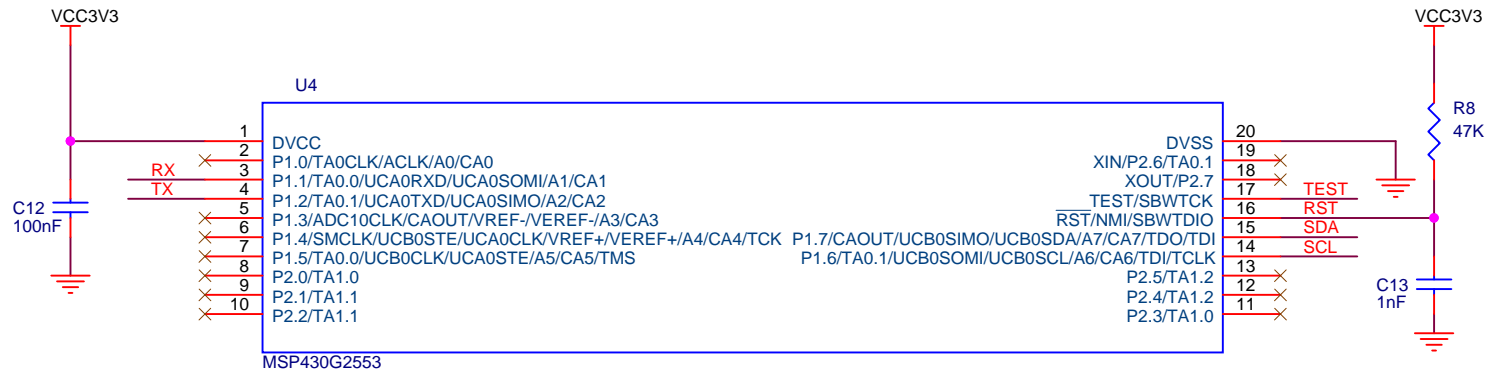 VCC3V3
VCC3V3
U4
R8
47K
1
DVCC
DVSS
20
2
P1.0/TA0CLK/ACLK/A0/CA0
XIN/P2.6/TA0.1
19
RX
3
P1.1/TA0.0/UCA0RXD/UCA0SOMI/A1/CA1
XOUT/P2.7
18
TX
4
P1.2/TA0.1/UCA0TXD/UCA0SIMO/A2/CA2
TEST/SBWTCK
17
TEST
C12
100nF
5
P1.3/ADC10CLK/CAOUT/VREF-/VEREF-/A3/CA3
RST/NMI/SBWTDIO
16
RST
6
P1.4/SMCLK/UCB0STE/UCA0CLK/VREF+/VEREF+/A4/CA4/TCK
P1.7/CAOUT/UCB0SIMO/UCB0SDA/A7/CA7/TDO/TDI
15
SDA
7
P1.5/TA0.0/UCB0CLK/UCA0STE/A5/CA5/TMS
P1.6/TA0.1/UCB0SOMI/UCB0SCL/A6/CA6/TDI/TCLK
14
SCL
8
P2.0/TA1.0
P2.5/TA1.2
13
9
P2.1/TA1.1
P2.4/TA1.2
12
10
P2.2/TA1.1
P2.3/TA1.0
11
C13
1nF
MSP430G2553